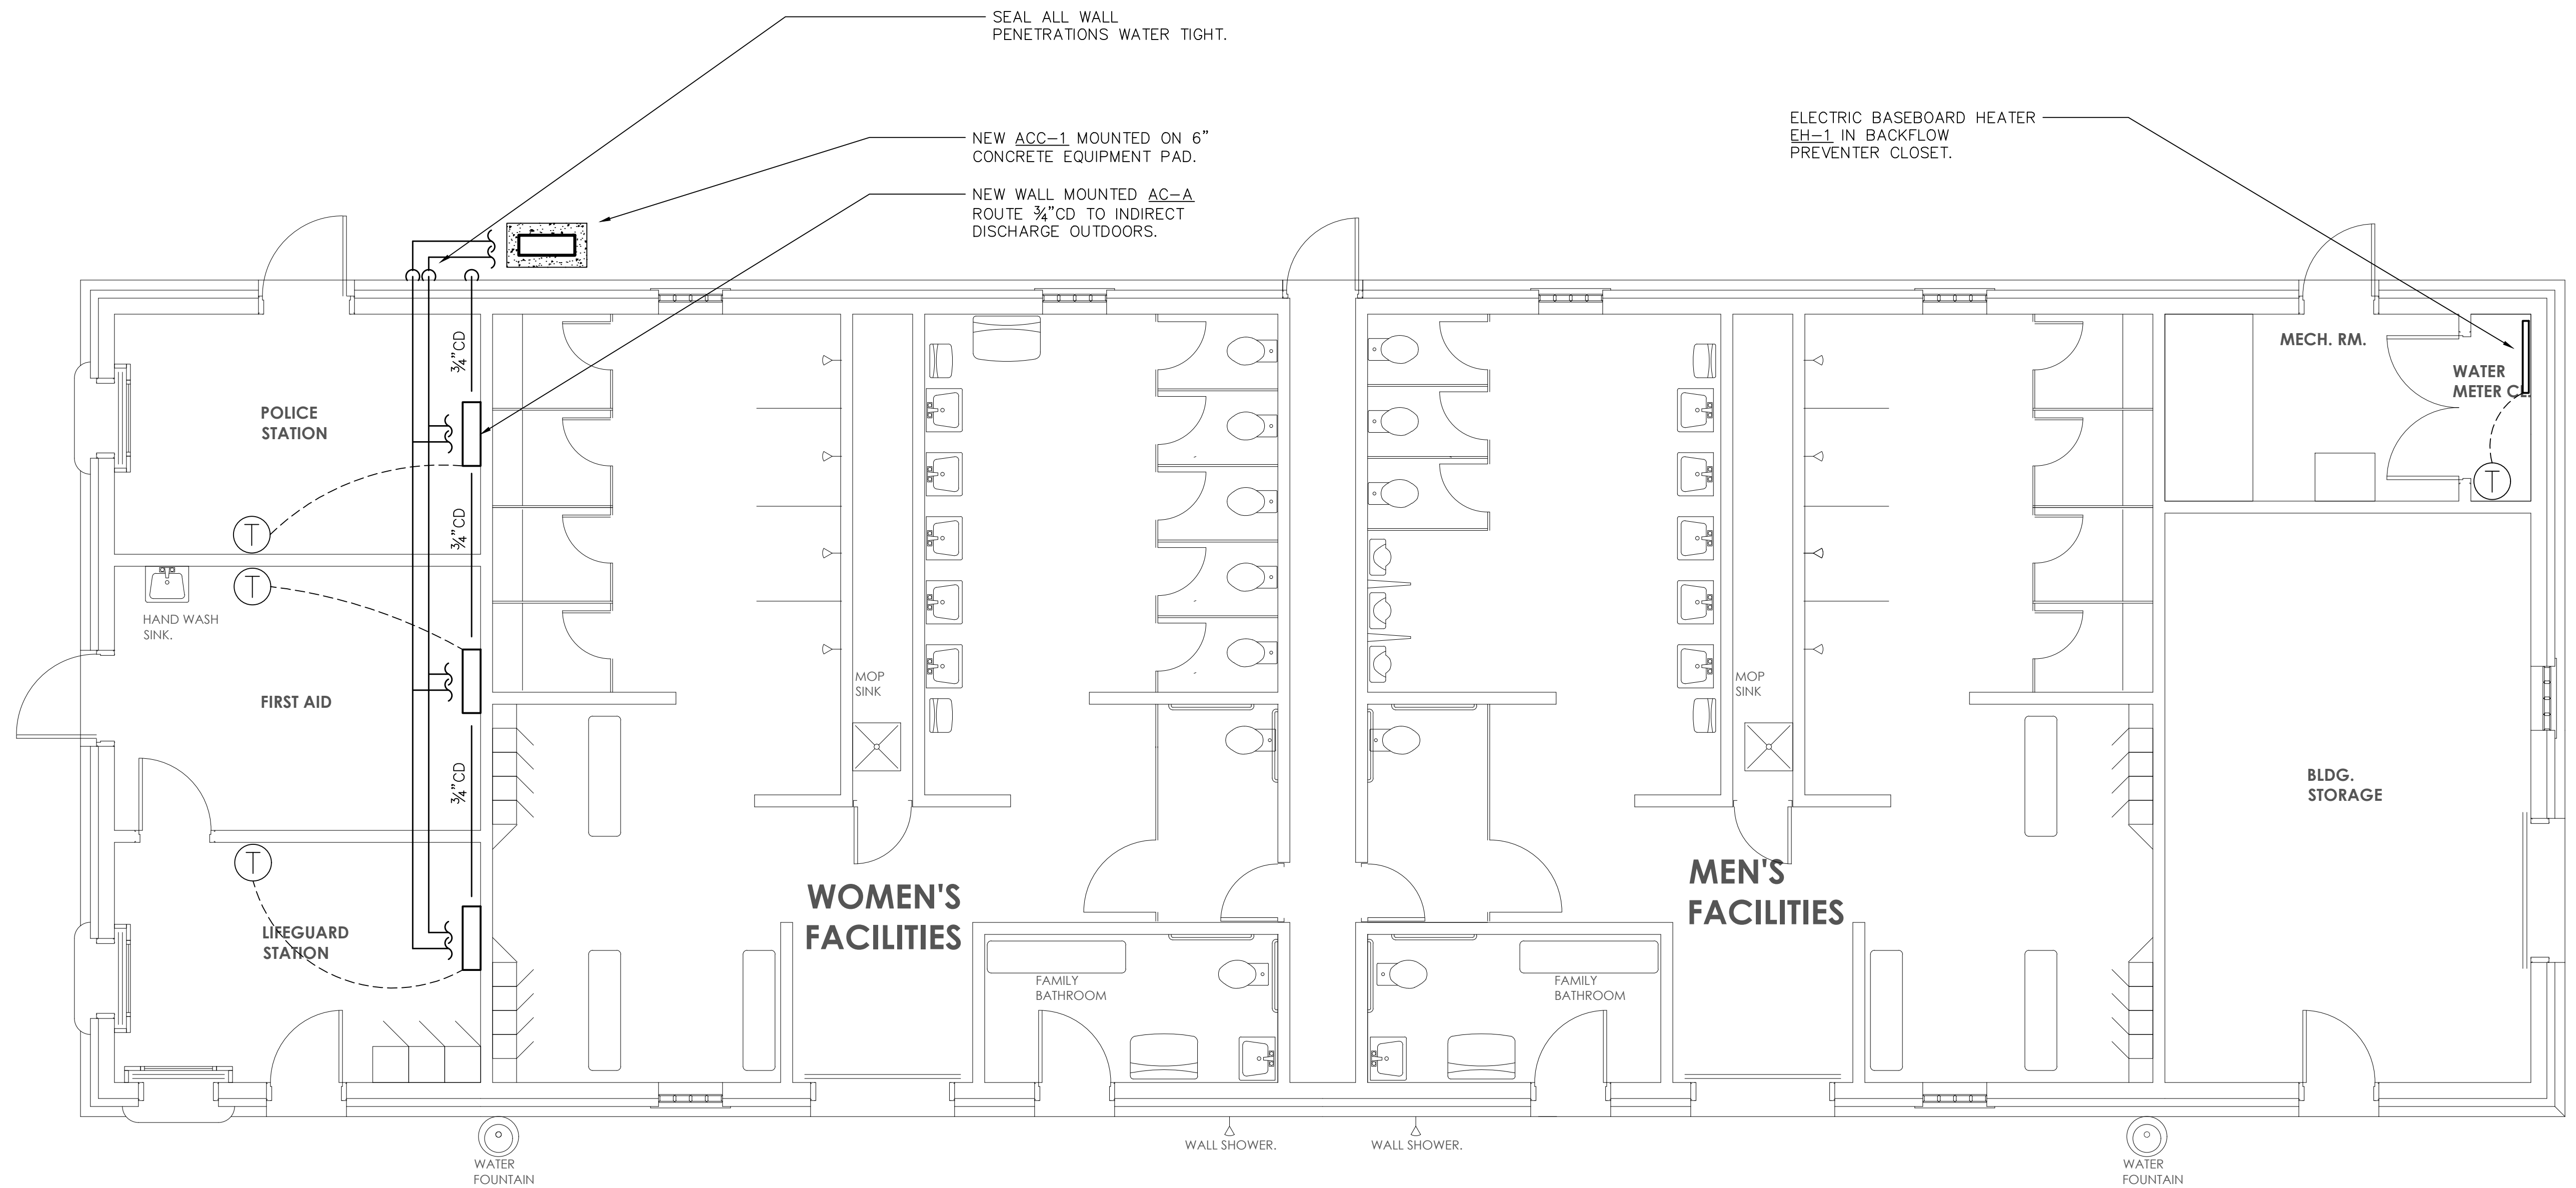 SEAL ALL WALL
PENETRATIONS WATER TIGHT.
NEW ACC-1 MOUNTED ON 6"
CONCRETE EQUIPMENT PAD.
NEW WALL MOUNTED AC-A
ROUTE ¾"CD TO INDIRECT
DISCHARGE OUTDOORS.
ELECTRIC BASEBOARD HEATER
EH-1 IN BACKFLOW
PREVENTER CLOSET.
¾"CD
MECH. RM.
WATER
METER CL.
POLICE
STATION
T
¾"CD
T
T
HAND WASH
SINK.
FIRST AID
MOP
SINK
MOP
SINK
¾"CD
BLDG.
STORAGE
T
LIFEGUARD
STATION
WOMEN'S
FACILITIES
MEN'S
FACILITIES
FAMILY
BATHROOM
FAMILY
BATHROOM
WALL SHOWER.
WALL SHOWER.
WATER
FOUNTAIN
WATER
FOUNTAIN